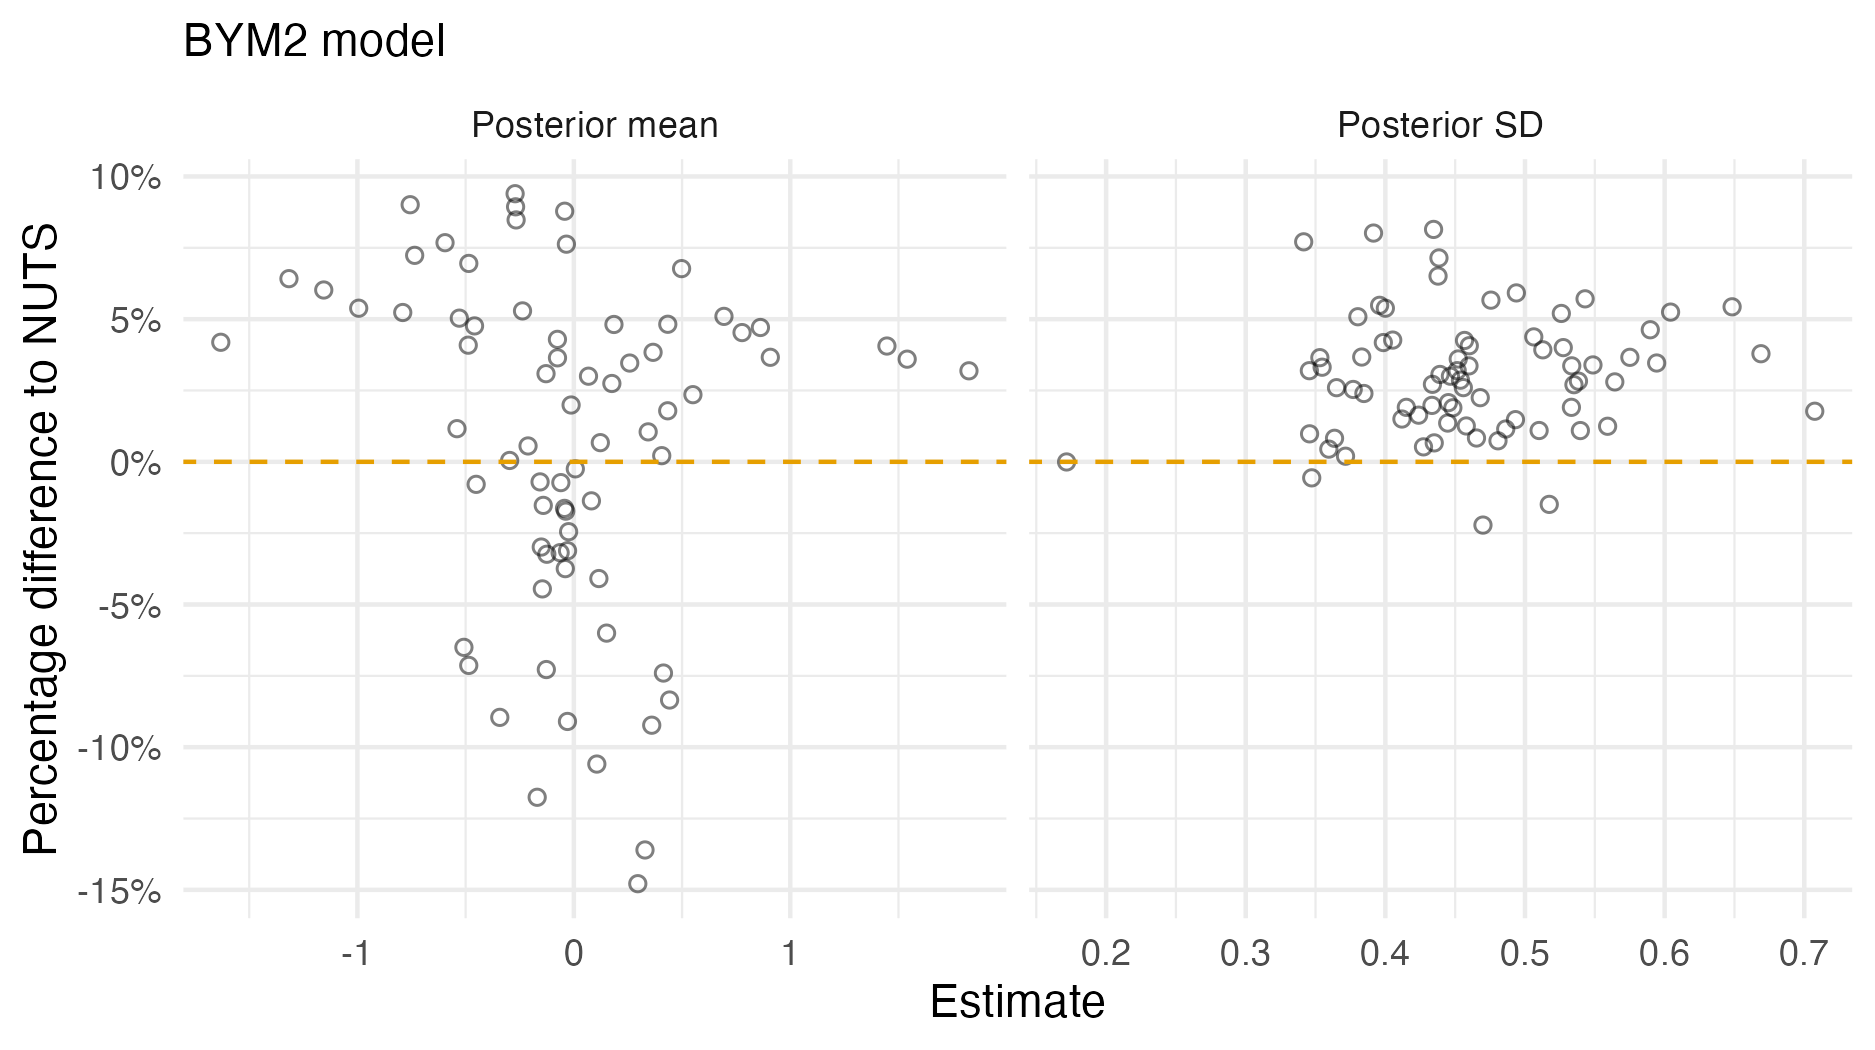 BYM2 model
Posterior mean
Posterior SD
Percentage difference to NUTS
10%
5%
0%
-5%
-10%
-15%
-1 0 1
0.2 0.3 0.4 0.5 0.6 0.7
Estimate